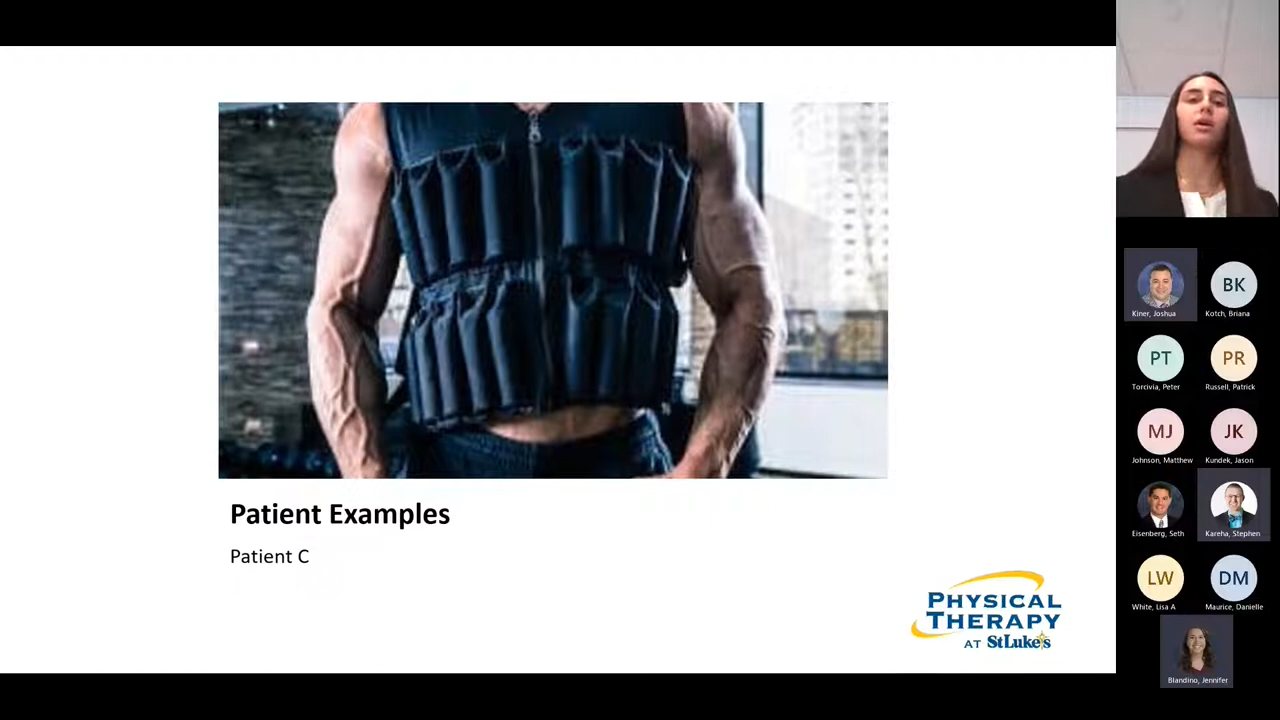 Patient Examples
Patient C
PHYSICAL
THERAPY
AT StLuke's
Kiner, Joshua
BK
Kotch, Briana
PT
Torcivia, Peter
PR
Russell, Patrick
MJ
Johnson, Matthew
JK
Kundek, Jason
Eisenberg, Seth
Kareha, Stephen
LW
White, Lisa A
DM
Maurice, Danielle
Blandino, Jennifer